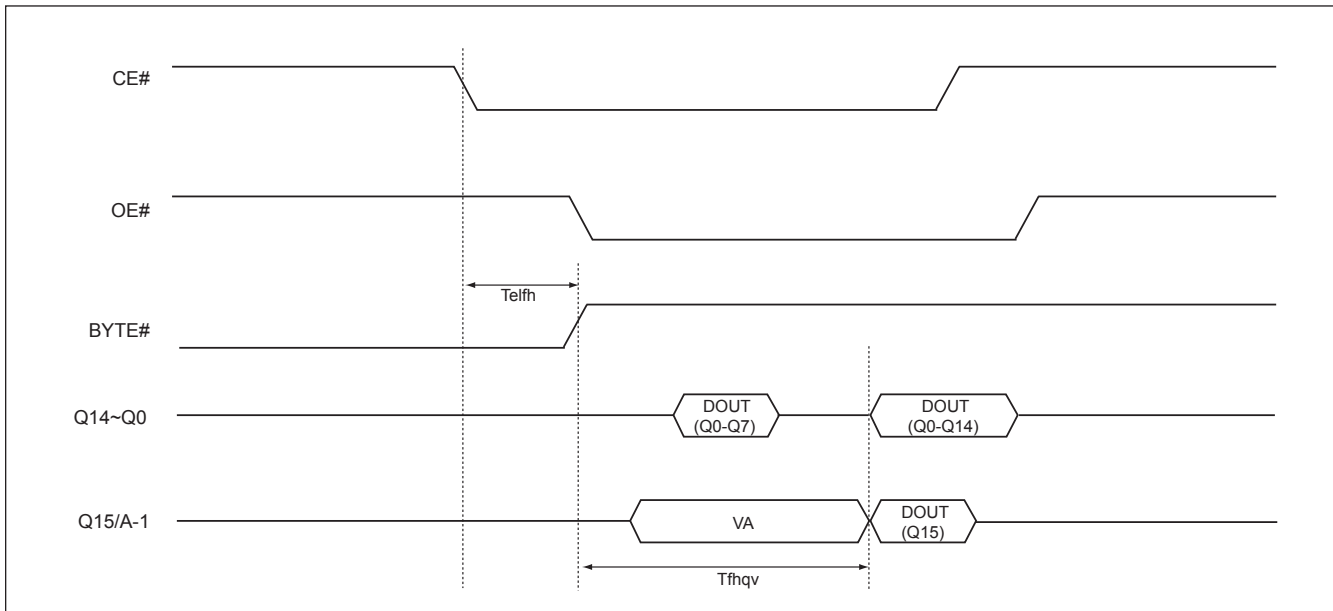 CE#
OE#
Telfh
BYTE#
Q14~Q0
DOUT
(Q0-Q7)
DOUT
(Q0-Q14)
Q15/A-1
VA
DOUT
(Q15)
Tfhqv